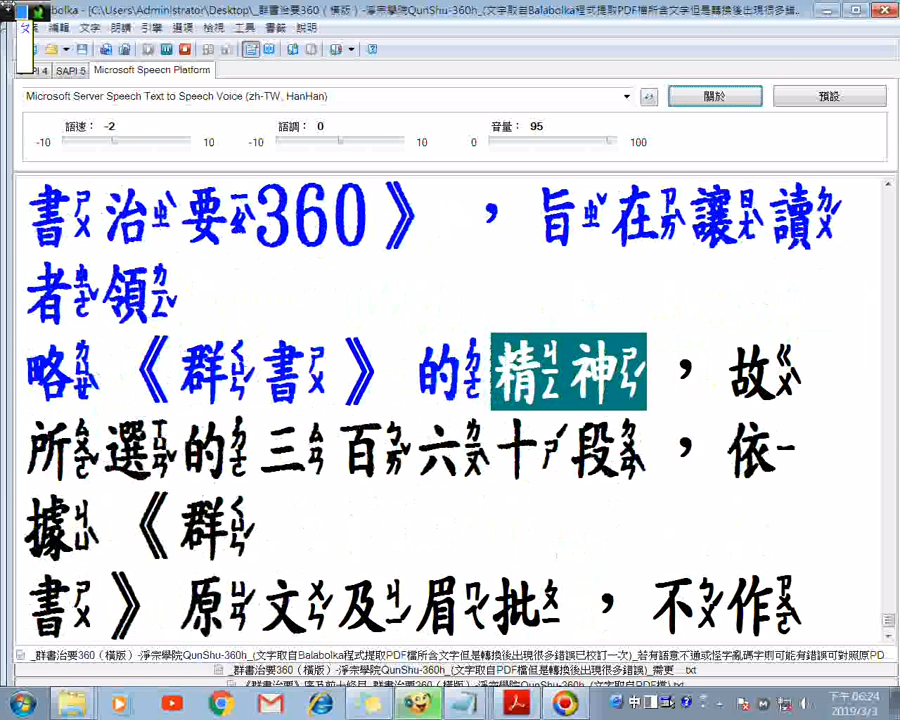 bolka - [C:\Users\Administrator\Desktop\_群書治要360（橫版）-淨宗學院QunShu-360h_(文字取自Balabolka程式提取PDF檔所含文字但是轉換後出現很多錯...
編輯 文字 朗讀 引擎 選項 檢視 工具 書籤 說明
PI 4 SAPI 5 Microsoft Speech Platform
Microsoft Server Speech Text to Speech Voice (zh-TW, HanHan) 關於 預設
語速： -2 語調： 0 音量： 95
-10 10 -10 10 0 100
書治要360》，旨在讓讀
者領
略《群書》的精神，故
所選的三百六十段，依
據《群
書》原文及眉批，不作
_群書治要360（橫版）-淨宗學院QunShu-360h_(文字取自Balabolka程式提取PDF檔所含文字但是轉換後出現很多錯誤已校訂一次)_若有語意不通或怪字亂碼字則可能有錯誤可對照原PD
_群書治要360（橫版）-淨宗學院QunShu-360h_(文字取自PDF檔但是轉換後出現很多錯誤)_需更....txt
中
下午 06:24
2019/3/3